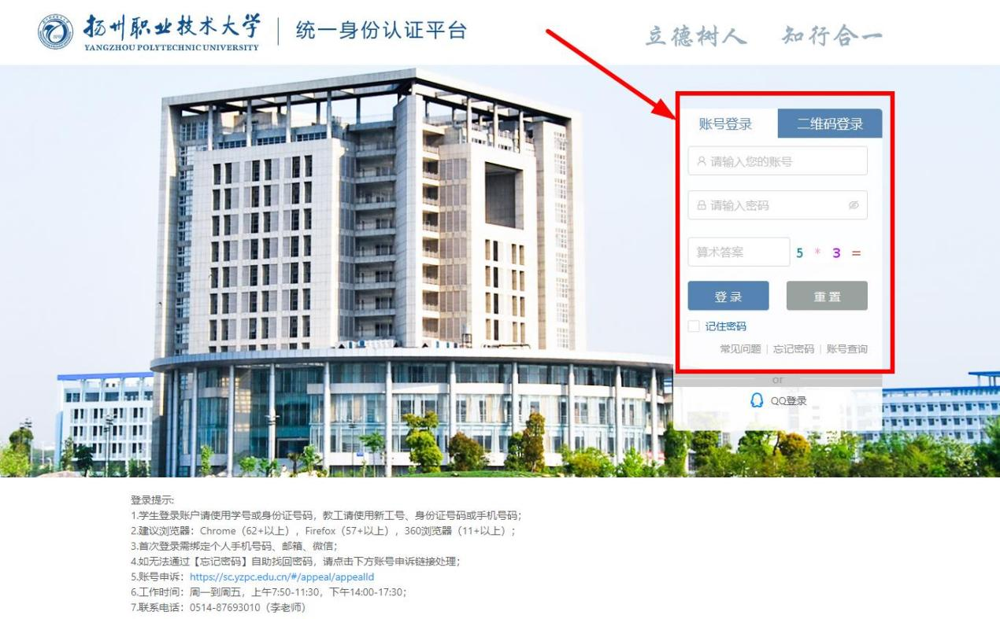 扬州职业技术大学
YANGZHOU POLYTECHNIC UNIVERSITY
统一身份认证平台
立德树人 知行合一
账号登录 二维码登录
请输入您的账号
请输入密码
算术答案 5 * 3 =
登 录 重 置
记住密码
常见问题 | 忘记密码 | 账号查询
or
QQ登录
登录提示:
1.学生登录账户请使用学号或身份证号码，教工请使用新工号、身份证号码或手机号码；
2.建议浏览器：Chrome（62+以上），Firefox（57+以上），360浏览器（11+以上）；
3.首次登录需绑定个人手机号码、邮箱、微信；
4.如无法通过【忘记密码】自助找回密码，请点击下方账号申诉链接处理；
5.账号申诉：https://sc.yzpc.edu.cn/#/appeal/appealId
6.工作时间：周一到周五，上午7:50-11:30，下午14:00-17:30；
7.联系电话：0514-87693010（李老师）